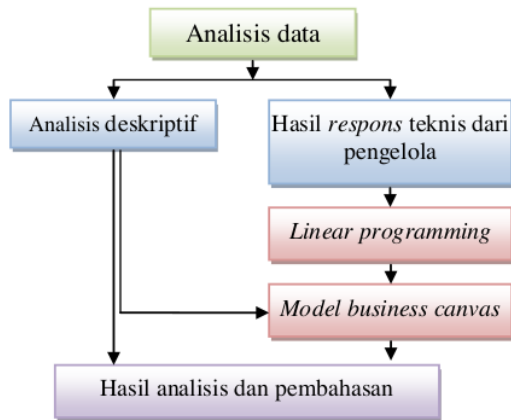 Analisis data
Analisis deskriptif
Hasil respons teknis dari
pengelola
Linear programming
Model business canvas
Hasil analisis dan pembahasan